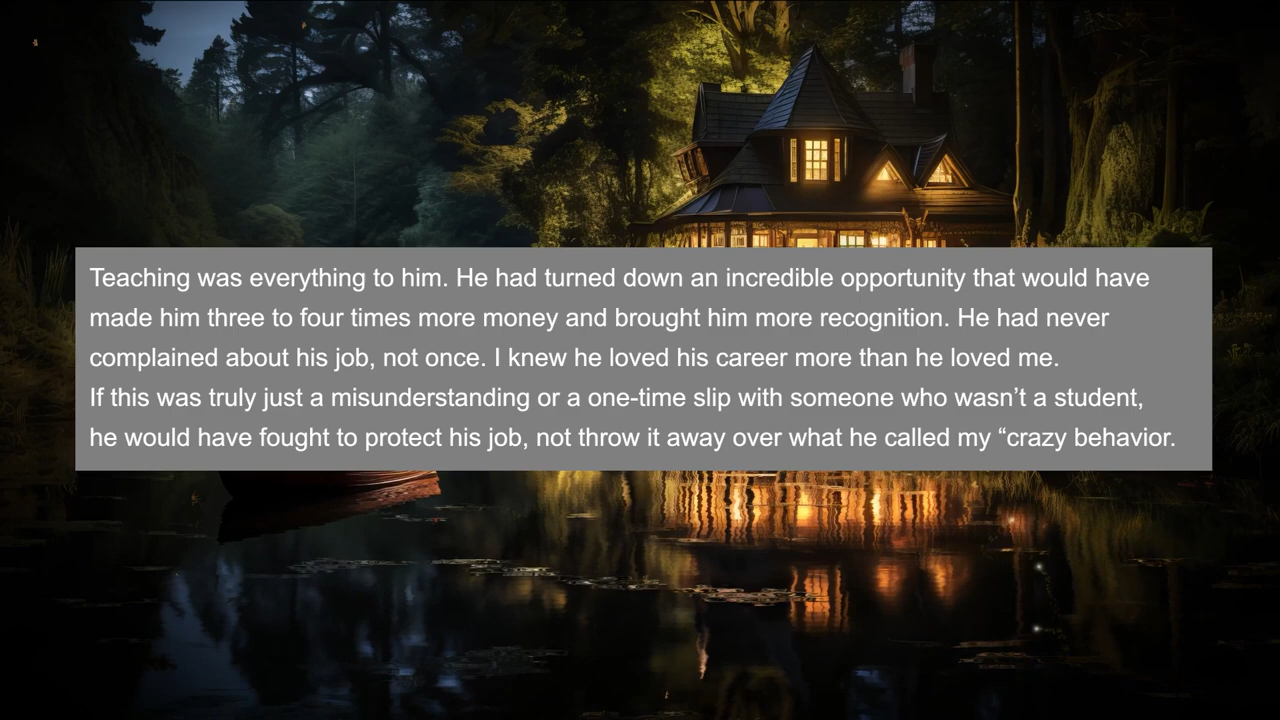 Teaching was everything to him. He had turned down an incredible opportunity that would have
made him three to four times more money and brought him more recognition. He had never
complained about his job, not once. I knew he loved his career more than he loved me.
If this was truly just a misunderstanding or a one-time slip with someone who wasn’t a student,
he would have fought to protect his job, not throw it away over what he called my “crazy behavior.